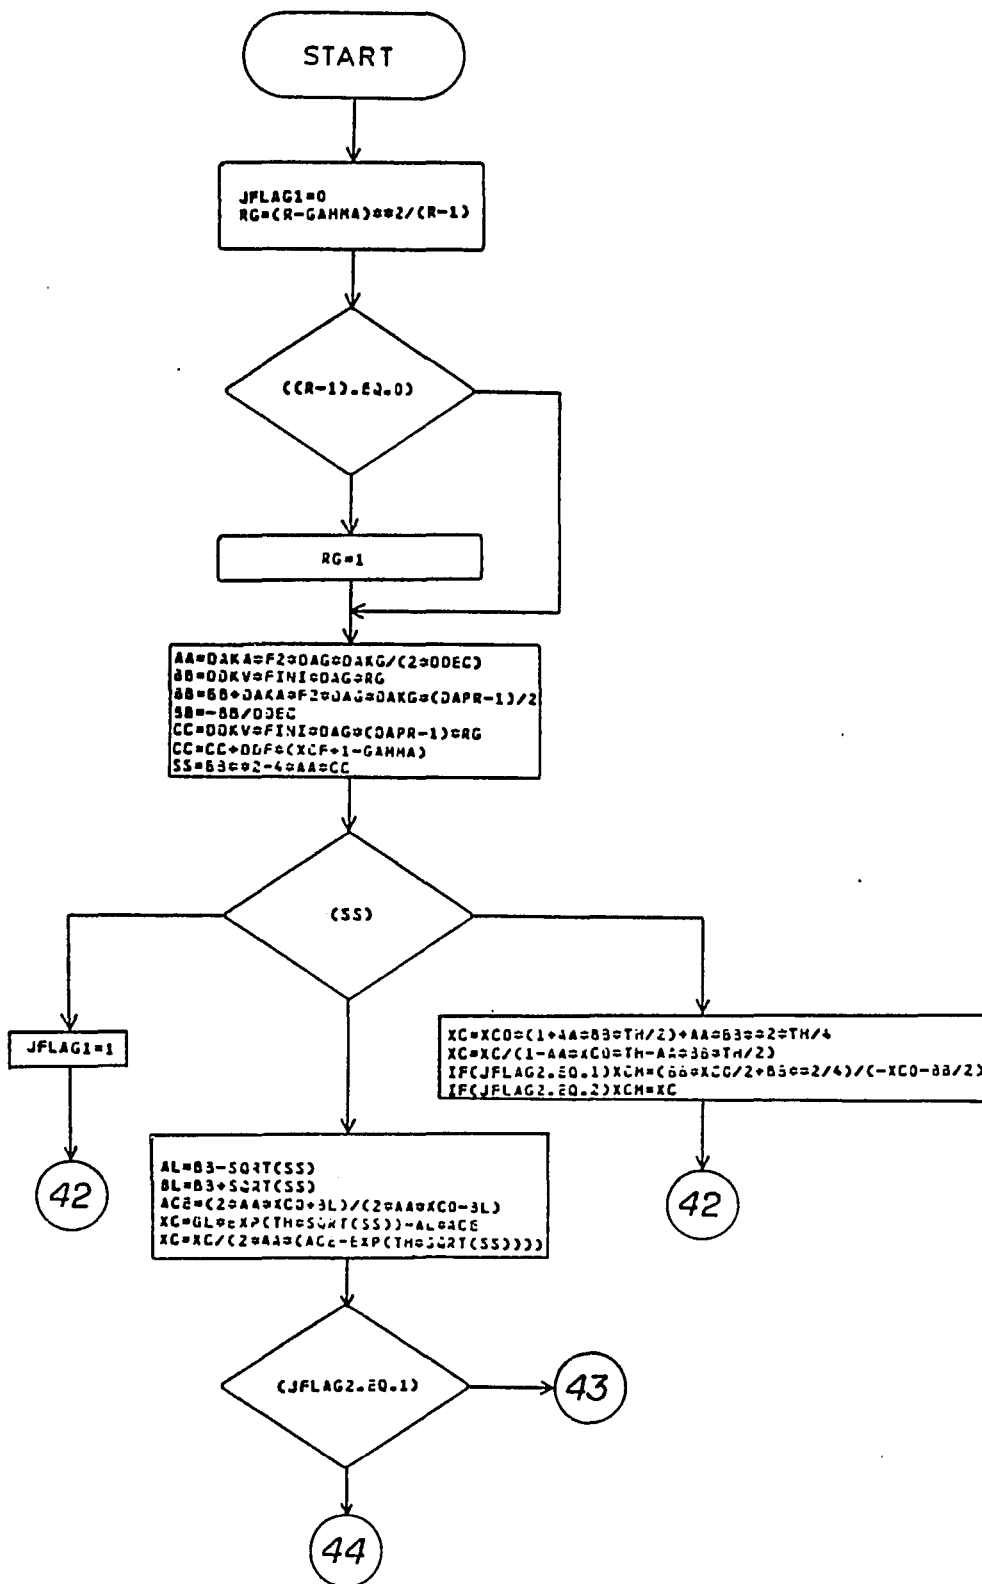 START
JFLAG1=0
RG=(R-GAMMA)**2/(R-1)
((R-1).EQ.0)
RG=1
AA=DAKA*F2*DAG*DAKG/(2*DDEC)
BB=DDKV*FINI*DAG*RG
BB=BB+DAKA*F2*DAG*DAKG*(DAPR-1)/2
BB=-BB/DDEC
CC=DDKV*FINI*DAG*(DAPR-1)*RG
CC=CC+DDF*(XCF+1-GAMMA)
SS=BB**2-4*AA*CC
(SS)
JFLAG1=1
XC=XCO*(1+AA*BB*TH/2)+AA*BB**2*TH/4
XC=XC/(1-AA*XCO*TH-AA*BB*TH/2)
IF(JFLAG2.EQ.1)XCM=(BB*XCO/2+BB**2/4)/(-XCO-BB/2)
IF(JFLAG2.EQ.2)XCM=XC
42
42
AL=BB-SQRT(SS)
BL=BB+SQRT(SS)
ACE=(2*AA*XCO+BL)/(2*AA*XCO-BL)
XC=BL*EXP(TH*SQRT(SS))-AL*ACE
XC=XC/(2*AA*(ACE-EXP(TH*SQRT(SS))))
(JFLAG2.EQ.1)
43
44